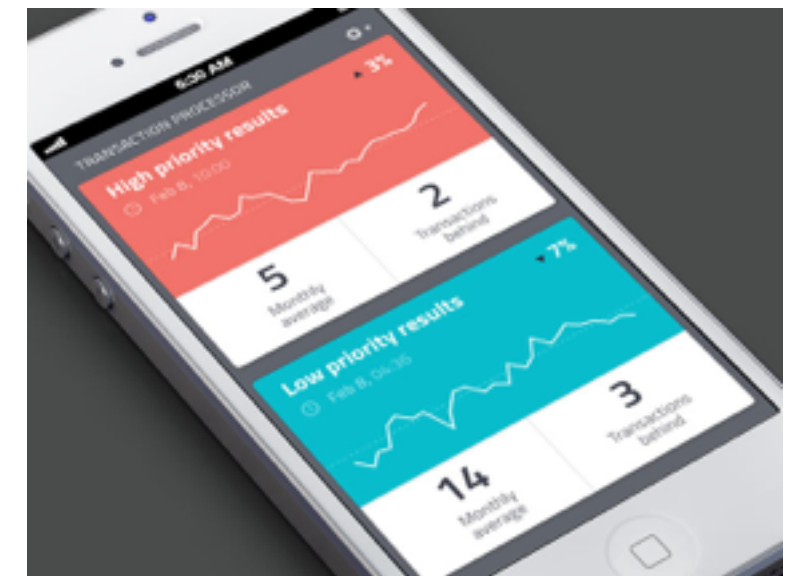 6:30 AM
TRANSACTION PROCESSOR
High priority results
▲ 3%
Feb 8, 10:00
5
Monthly
average
2
Transactions
behind
Low priority results
▼ 7%
Feb 8, 04:35
14
Monthly
average
3
Transactions
behind